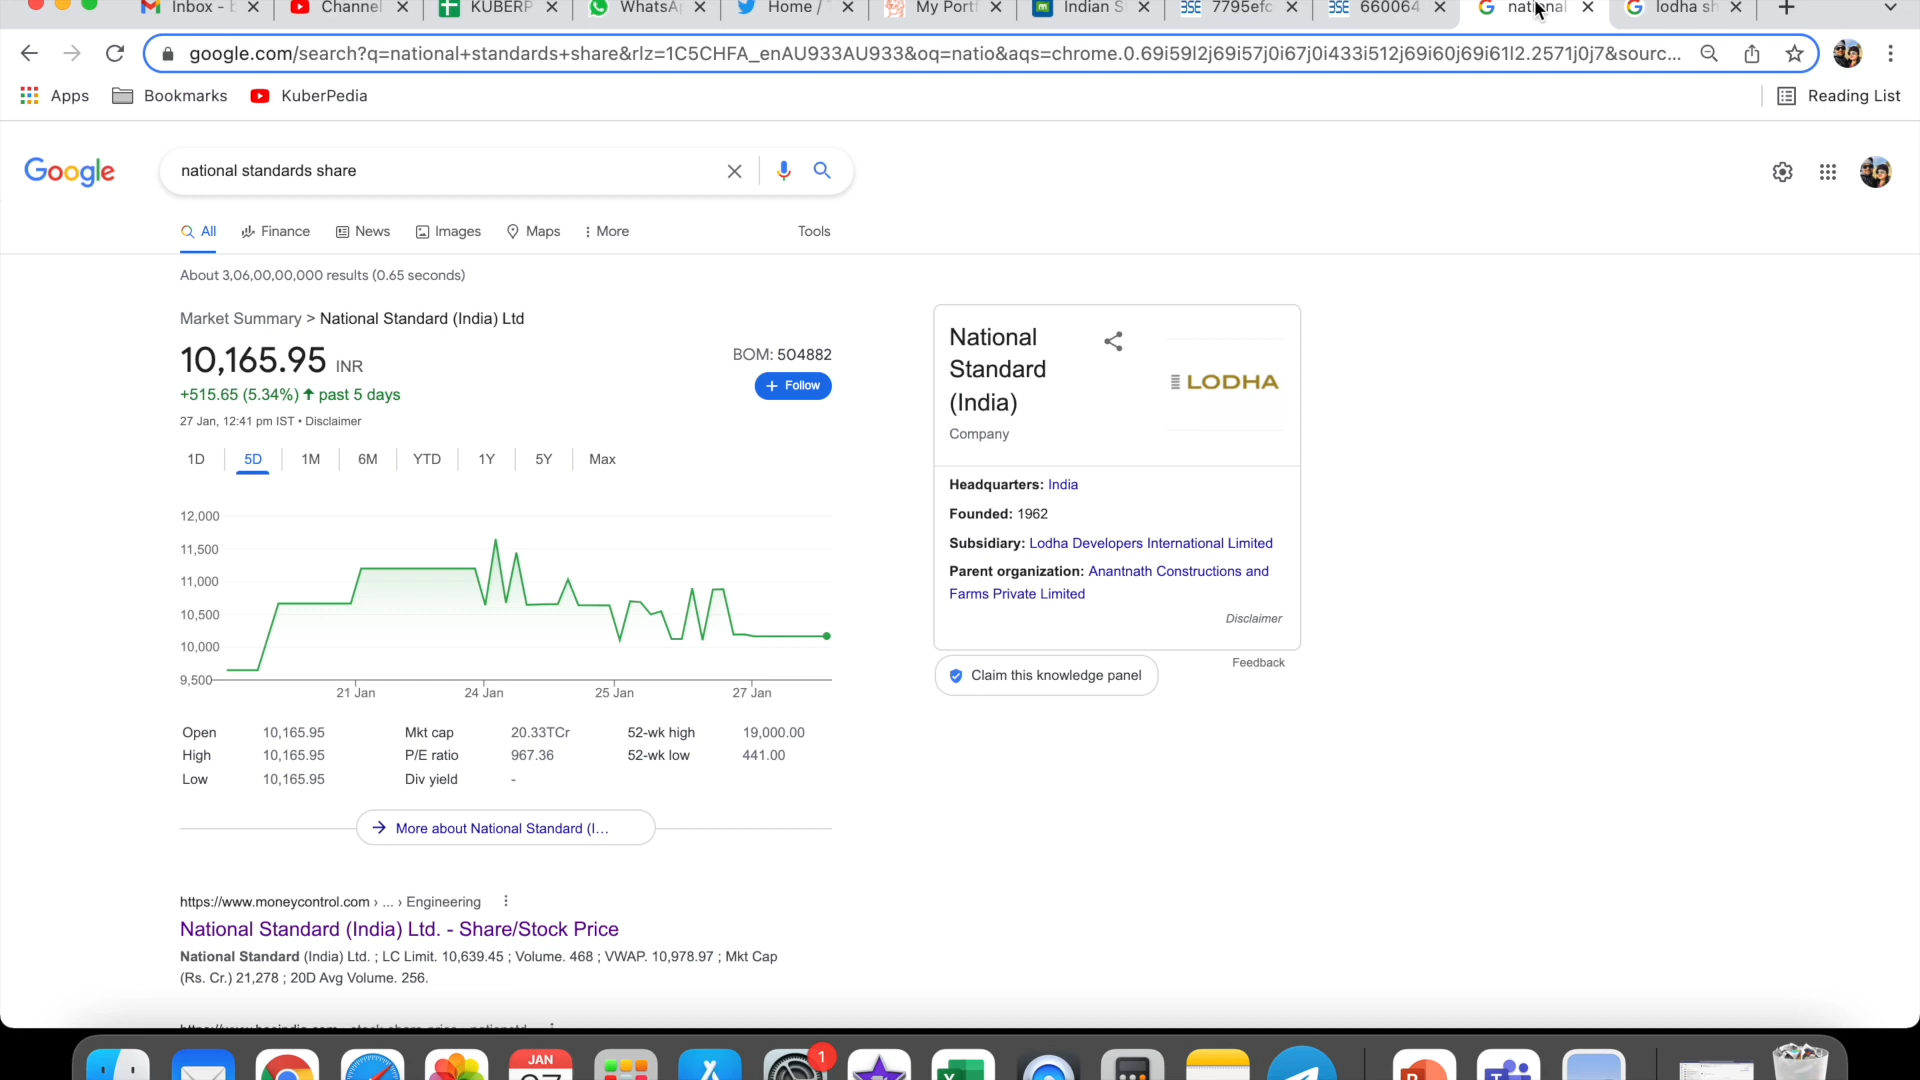 Inbox -
Channel
KUBERP
WhatsA
Home /
My Port
Indian S
7795efc
660064
national
lodha sh
google.com/search?q=national+standards+share&rlz=1C5CHFA_enAU933AU933&oq=natio&aqs=chrome.0.69i59l2j69i57j0i67j0i433i512j69i60j69i61l2.2571j0j7&sourc...
Apps
Bookmarks
KuberPedia
Reading List
Google
national standards share
All
Finance
News
Images
Maps
More
Tools
About 3,06,00,00,000 results (0.65 seconds)
Market Summary > National Standard (India) Ltd
10,165.95 INR
BOM: 504882
+515.65 (5.34%) ↑ past 5 days
+ Follow
27 Jan, 12:41 pm IST • Disclaimer
1D
5D
1M
6M
YTD
1Y
5Y
Max
12,000
11,500
11,000
10,500
10,000
9,500
21 Jan
24 Jan
25 Jan
27 Jan
Open 10,165.95 Mkt cap 20.33TCr 52-wk high 19,000.00
High 10,165.95 P/E ratio 967.36 52-wk low 441.00
Low 10,165.95 Div yield -
→ More about National Standard (I...
National
Standard
(India)
Company
LODHA
Headquarters: India
Founded: 1962
Subsidiary: Lodha Developers International Limited
Parent organization: Anantnath Constructions and
Farms Private Limited
Disclaimer
Feedback
Claim this knowledge panel
https://www.moneycontrol.com › ... › Engineering
National Standard (India) Ltd. - Share/Stock Price
National Standard (India) Ltd. ; LC Limit. 10,639.45 ; Volume. 468 ; VWAP. 10,978.97 ; Mkt Cap
(Rs. Cr.) 21,278 ; 20D Avg Volume. 256.
JAN
1